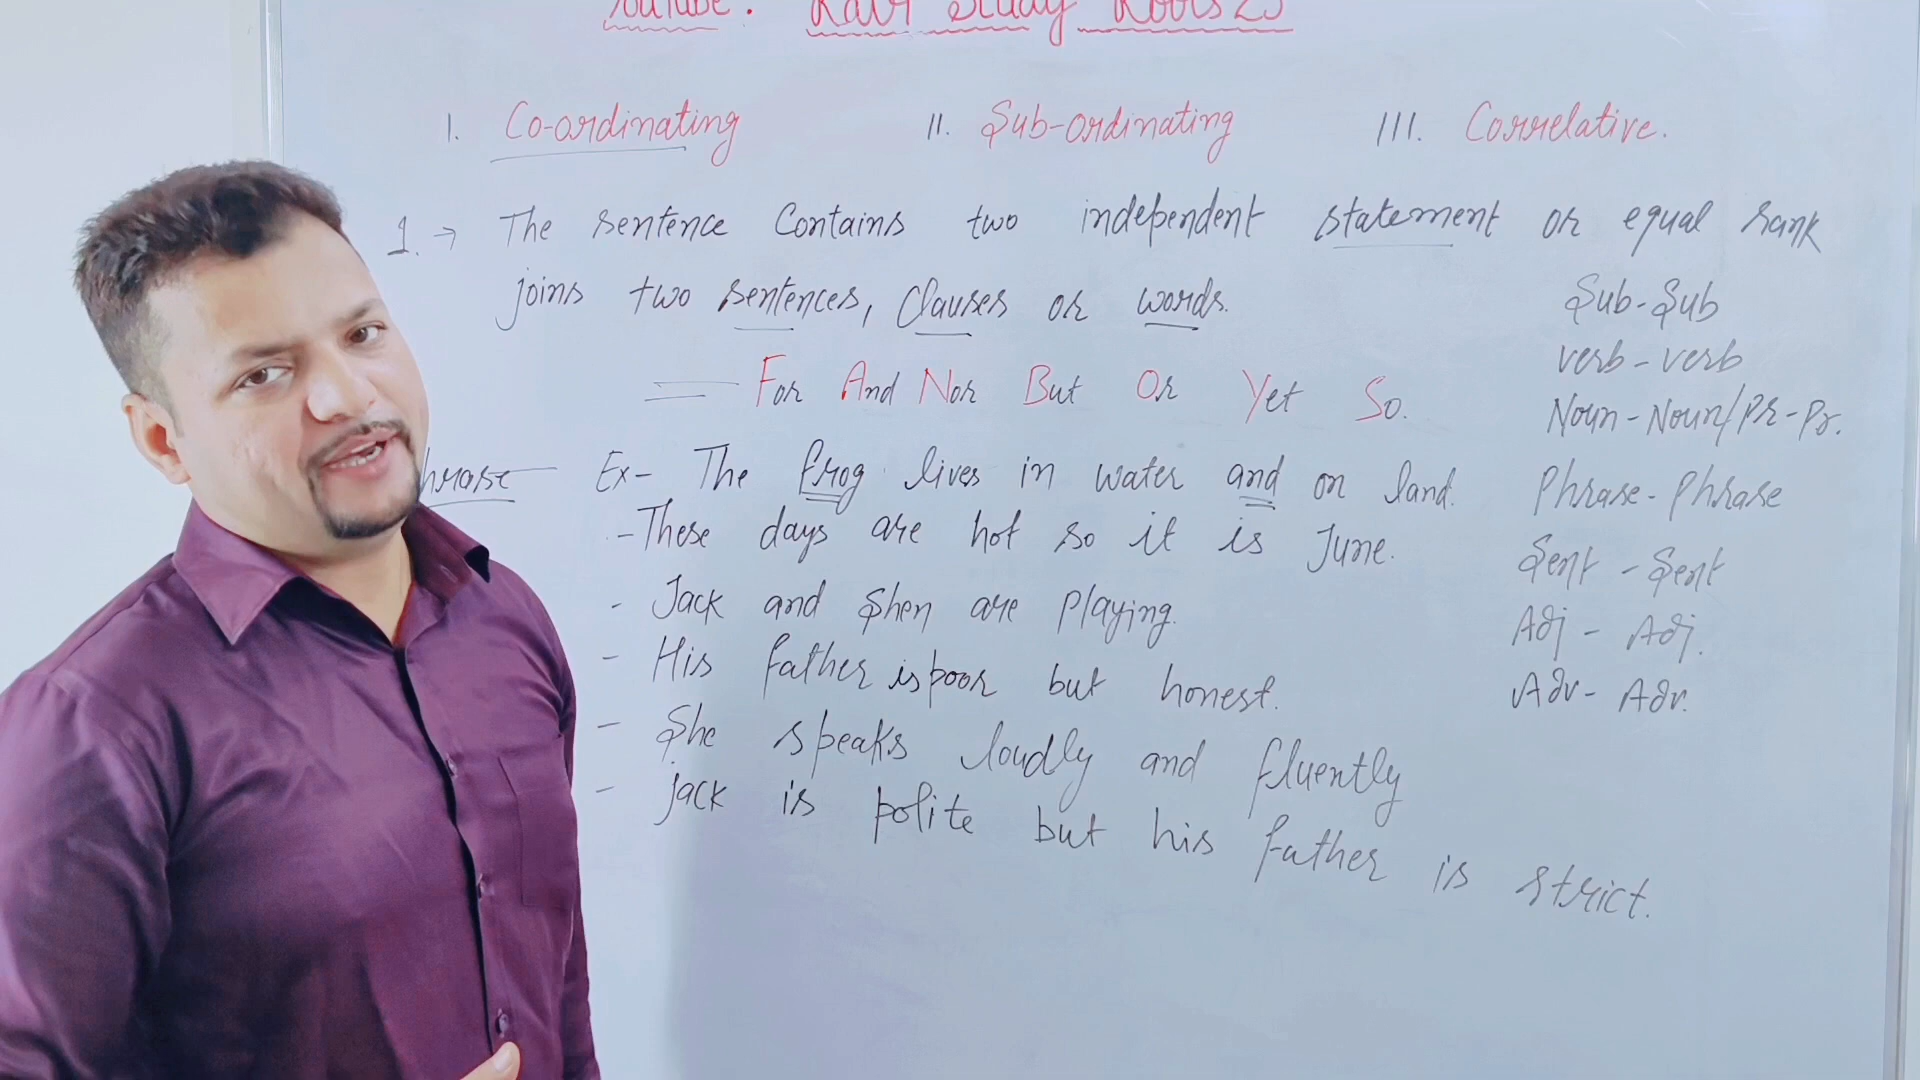 YouTube: Ravi Study Roots 25
I. Co-ordinating II. Sub-ordinating III. Correlative.
1. → The sentence Contains two independent statement or equal rank
joins two sentences, Clauses or words.
Sub-Sub
verb-verb
= For And Nor But Or Yet So.
Noun-Noun/Pr-Pr.
hrase Ex- The frog lives in water and on land.
Phrase-Phrase
- These days are hot so it is June.
Sent - Sent
- Jack and Shen are playing.
Adj - Adj.
- His father is poor but honest.
Adv- Adv.
- She speaks loudly and fluently
- jack is polite but his father is strict.